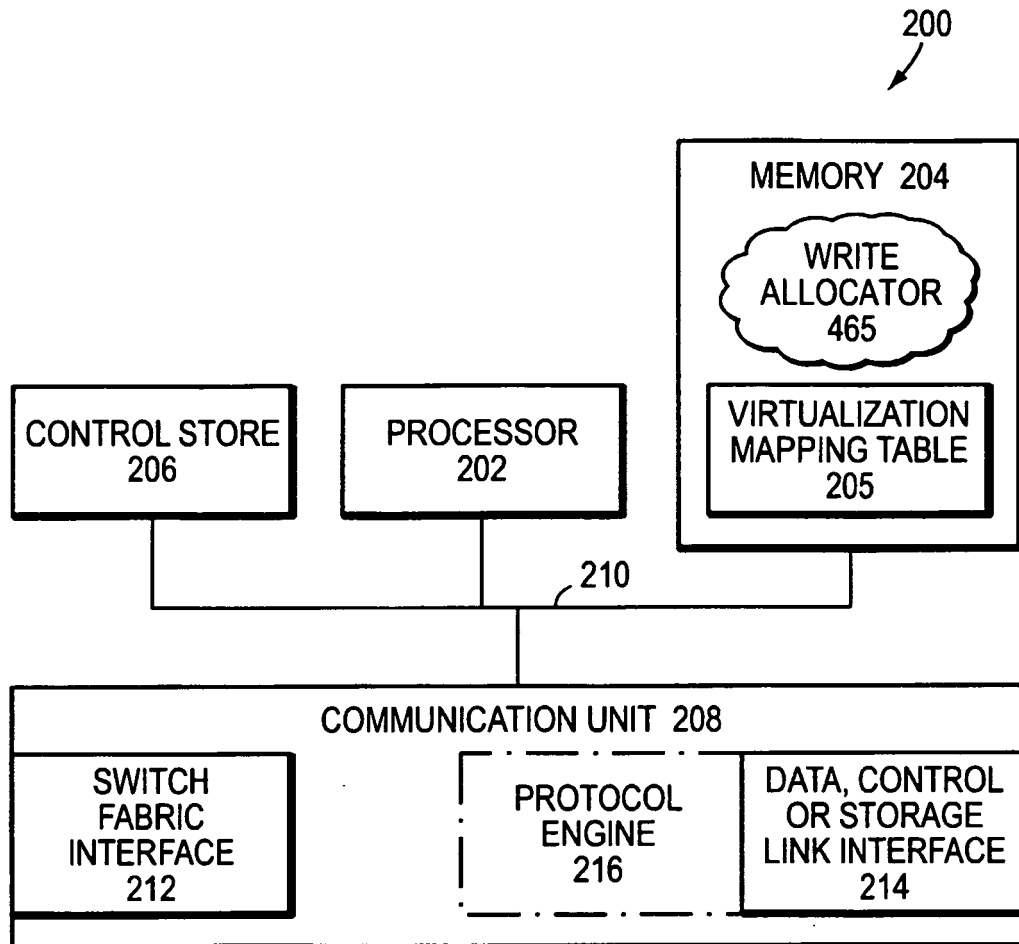 200
MEMORY 204
WRITE
ALLOCATOR
465
VIRTUALIZATION
MAPPING TABLE
205
CONTROL STORE
206
PROCESSOR
202
210
COMMUNICATION UNIT 208
SWITCH
FABRIC
INTERFACE
212
PROTOCOL
ENGINE
216
DATA, CONTROL
OR STORAGE
LINK INTERFACE
214